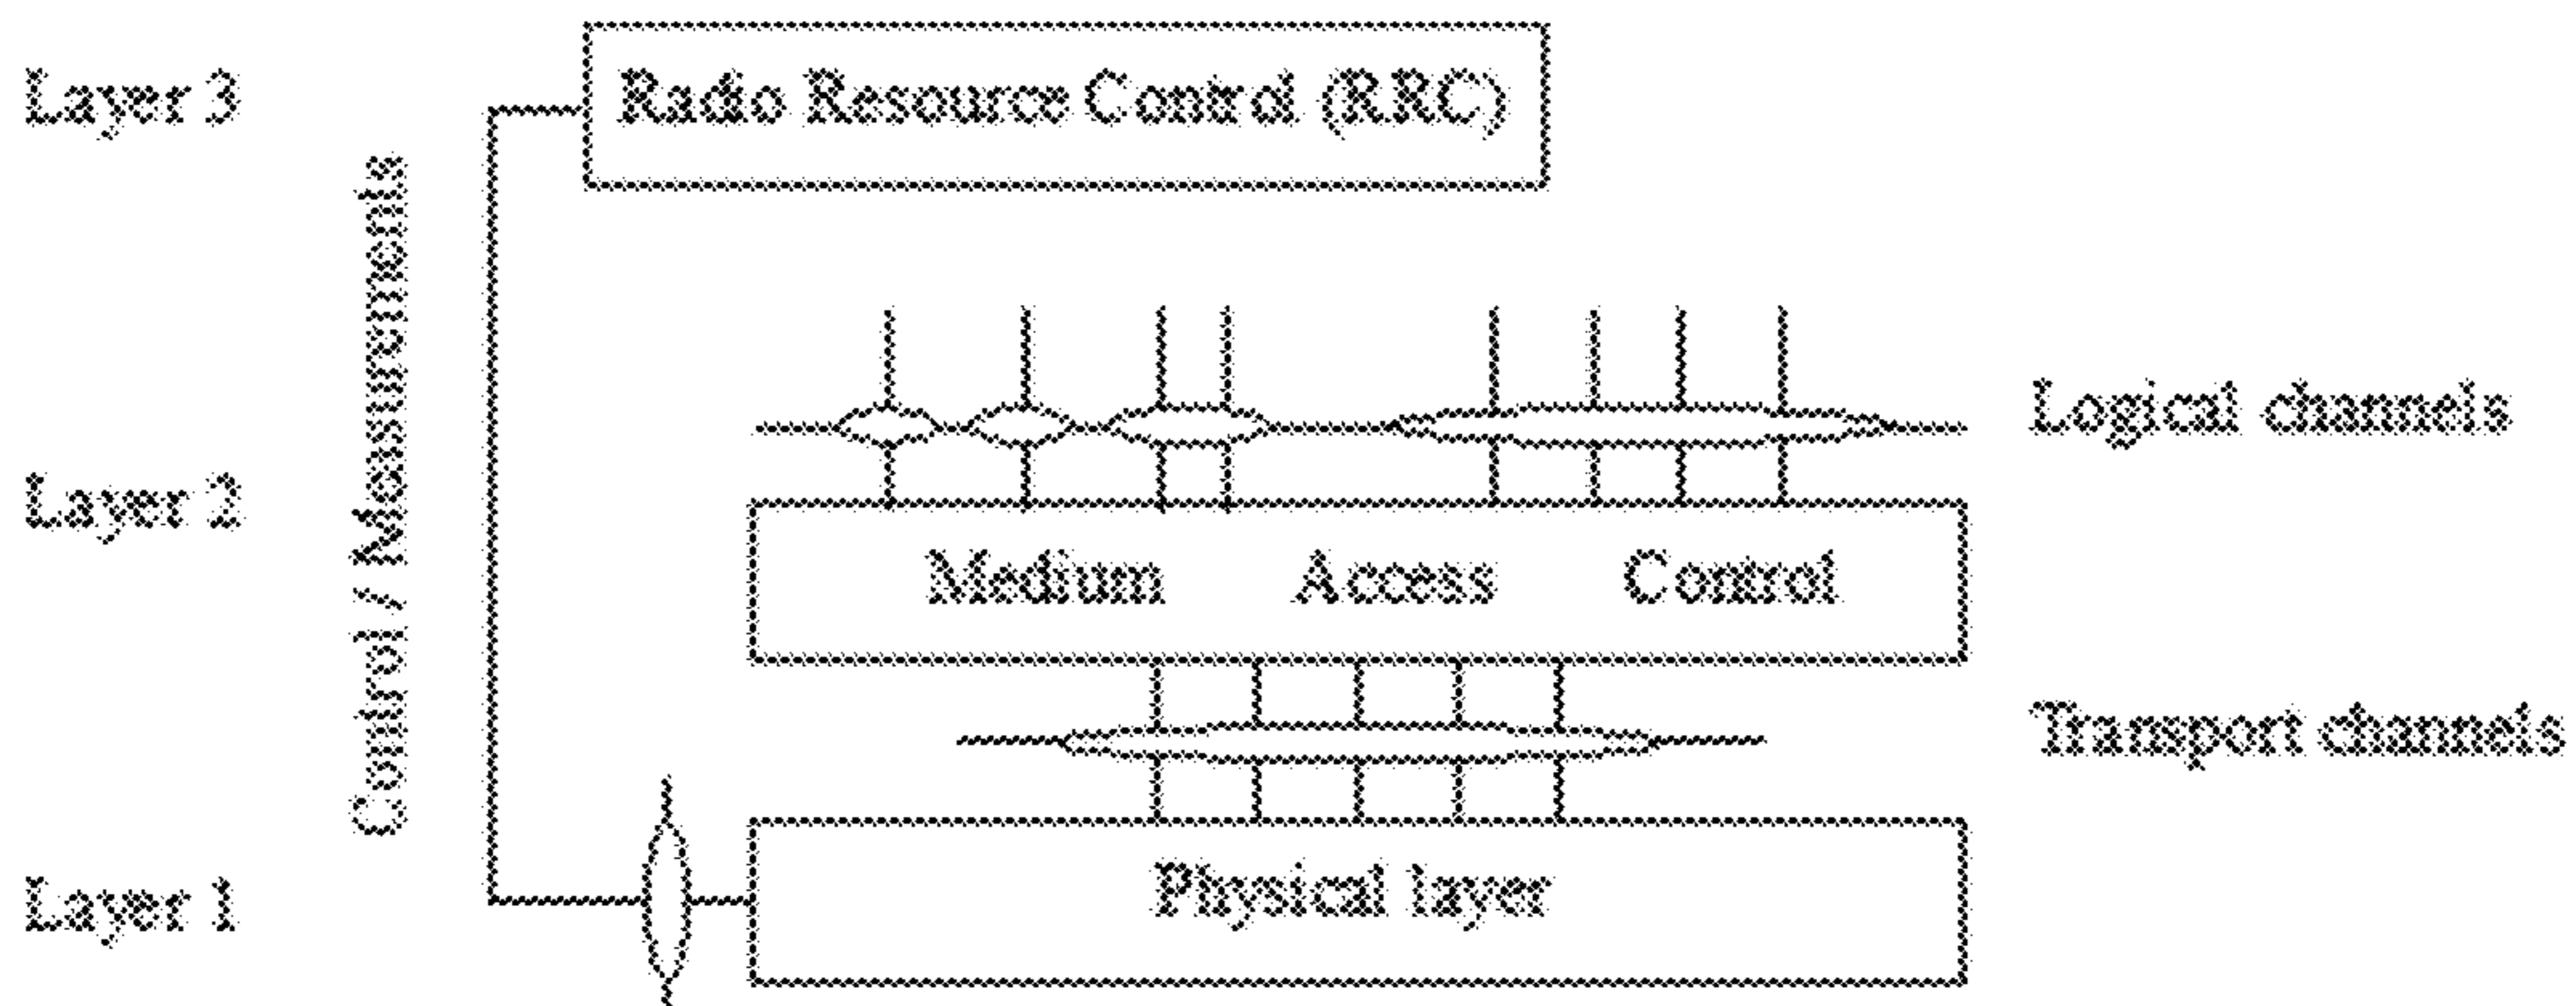 Layer 3
Radio Resource Control (RRC)
Control / Measurements
Logical channels
Layer 2
Medium Access Control
Transport channels
Layer 1
Physical layer